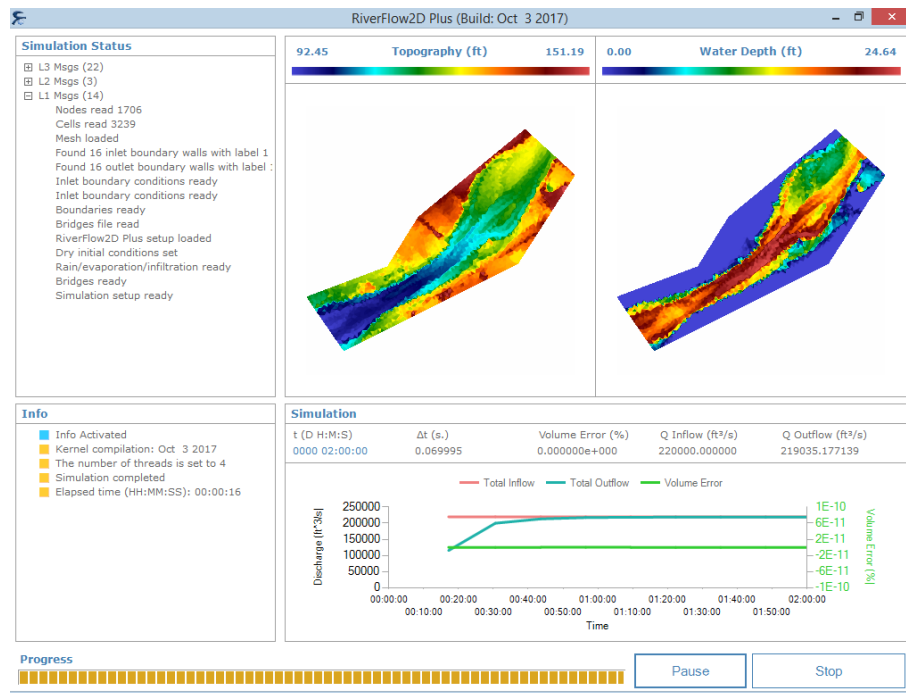 RiverFlow2D Plus (Build: Oct 3 2017)
Simulation Status
L3 Msgs (22)
L2 Msgs (3)
L1 Msgs (14)
Nodes read 1706
Cells read 3239
Mesh loaded
Found 16 inlet boundary walls with label 1
Found 16 outlet boundary walls with label
Inlet boundary conditions ready
Inlet boundary conditions ready
Boundaries ready
Bridges file read
RiverFlow2D Plus setup loaded
Dry initial conditions set
Rain/evaporation/infiltration ready
Bridges ready
Simulation setup ready
92.45 Topography (ft) 151.19
0.00 Water Depth (ft) 24.64
Info
Info Activated
Kernel compilation: Oct 3 2017
The number of threads is set to 4
Simulation completed
Elapsed time (HH:MM:SS): 00:00:16
Simulation
t (D H:M:S) Δt (s.) Volume Error (%) Q Inflow (ft³/s) Q Outflow (ft³/s)
0000 02:00:00 0.069995 0.000000e+000 220000.000000 219035.177139
Total Inflow Total Outflow Volume Error
Discharge [ft^3/s]
250000
200000
150000
100000
50000
0
1E-10
6E-11
2E-11
-2E-11
-6E-11
-1E-10
Volume Error [%]
00:00:00 00:20:00 00:40:00 01:00:00 01:20:00 01:40:00 02:00:00
00:10:00 00:30:00 00:50:00 01:10:00 01:30:00 01:50:00
Time
Progress
Pause
Stop